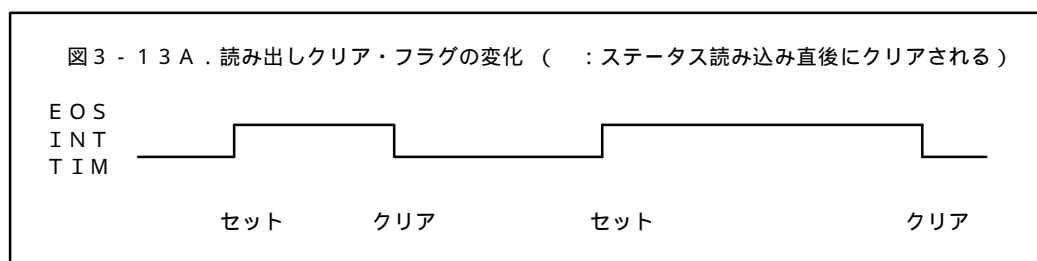 図3-13A.読み出しクリア・フラグの変化 (  :ステータス読み込み直後にクリアされる)
EOS
INT
TIM
セット クリア セット クリア